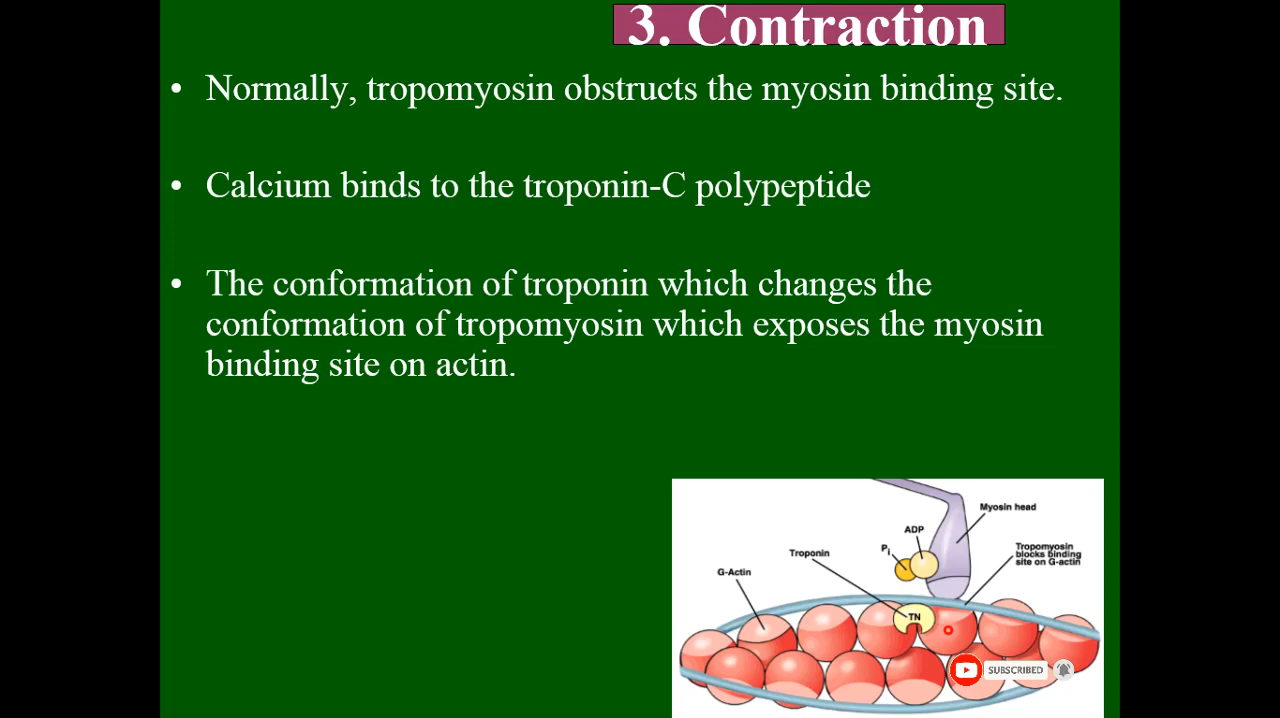 3. Contraction
• Normally, tropomyosin obstructs the myosin binding site.
• Calcium binds to the troponin-C polypeptide
• The conformation of troponin which changes the
conformation of tropomyosin which exposes the myosin
binding site on actin.
Myosin head
ADP
Pi
Troponin
Tropomyosin
blocks binding
site on G-actin
G-Actin
TN
SUBSCRIBED